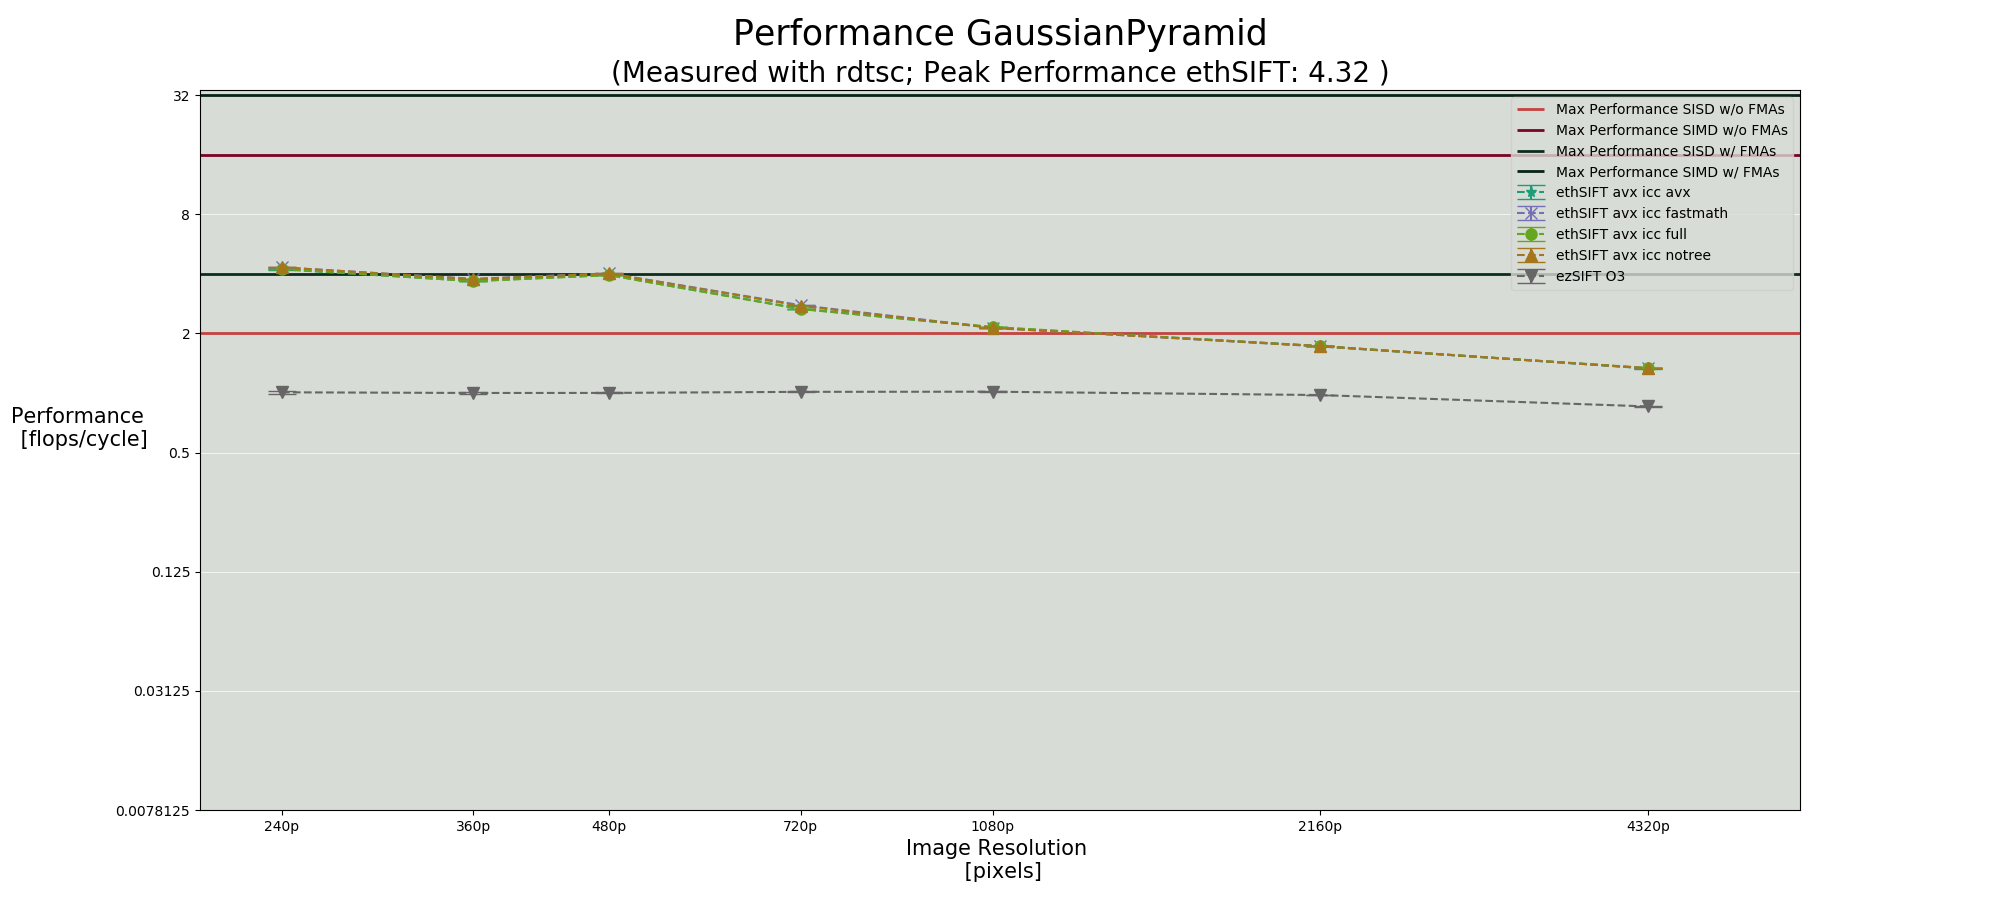 Performance GaussianPyramid
(Measured with rdtsc; Peak Performance ethSIFT: 4.32 )
32
8
2
0.5
0.125
0.03125
0.0078125
Performance
[flops/cycle]
Max Performance SISD w/o FMAs
Max Performance SIMD w/o FMAs
Max Performance SISD w/ FMAs
Max Performance SIMD w/ FMAs
ethSIFT avx icc avx
ethSIFT avx icc fastmath
ethSIFT avx icc full
ethSIFT avx icc notree
ezSIFT O3
240p 360p 480p 720p 1080p 2160p 4320p
Image Resolution
[pixels]